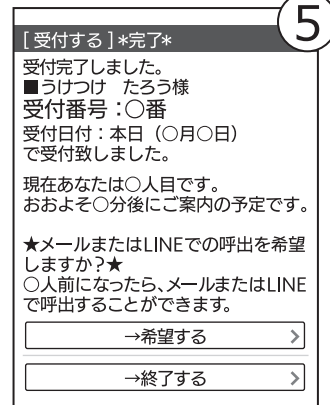 5
[受付する]*完了*
受付完了しました。
■うけつけ たろう様
受付番号:○番
受付日付:本日(○月○日)
で受付致しました。
現在あなたは○人目です。
おおよそ○分後にご案内の予定です。
★メールまたはLINEでの呼出を希望
しますか?★
○人前になったら、メールまたはLINE
で呼出することができます。
→希望する >
→終了する >